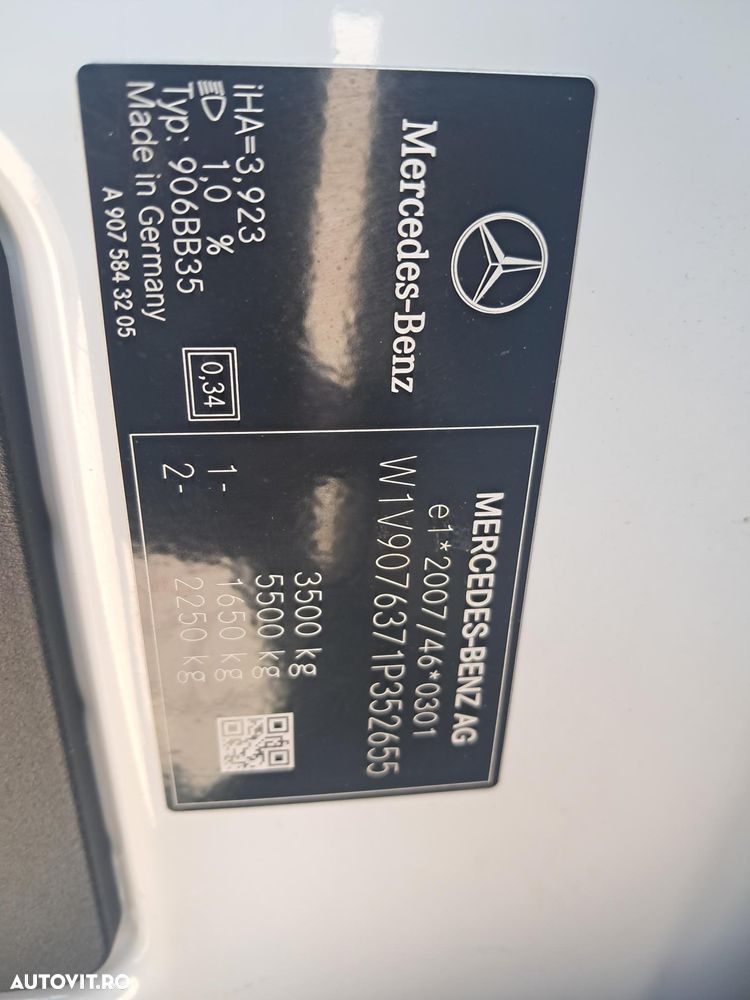 Mercedes-Benz
iHA=3,923
1,0 %
Typ: 906BB35
Made in Germany
A 907 584 32 05
0,34
MERCEDES-BENZ AG
e1*2007/46*0301
W1V9076371P352655
3500 kg
5500 kg
1- 1650 kg
2- 2250 kg
AUTOVIT.RO